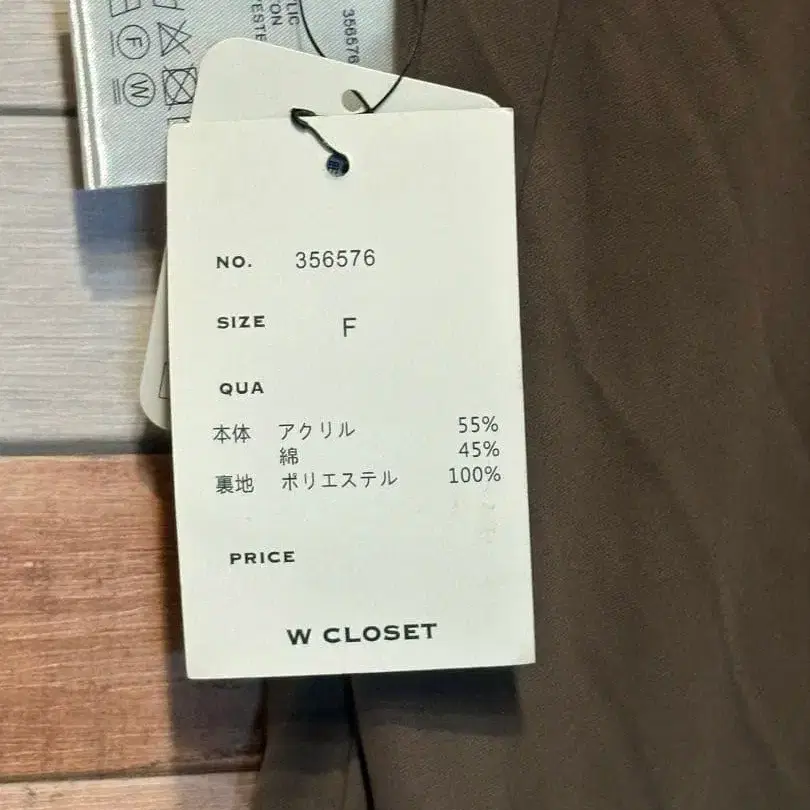 356576
F
W
NO. 356576
SIZE F
QUA
本体 アクリル 55%
綿 45%
裏地 ポリエステル 100%
PRICE
W CLOSET